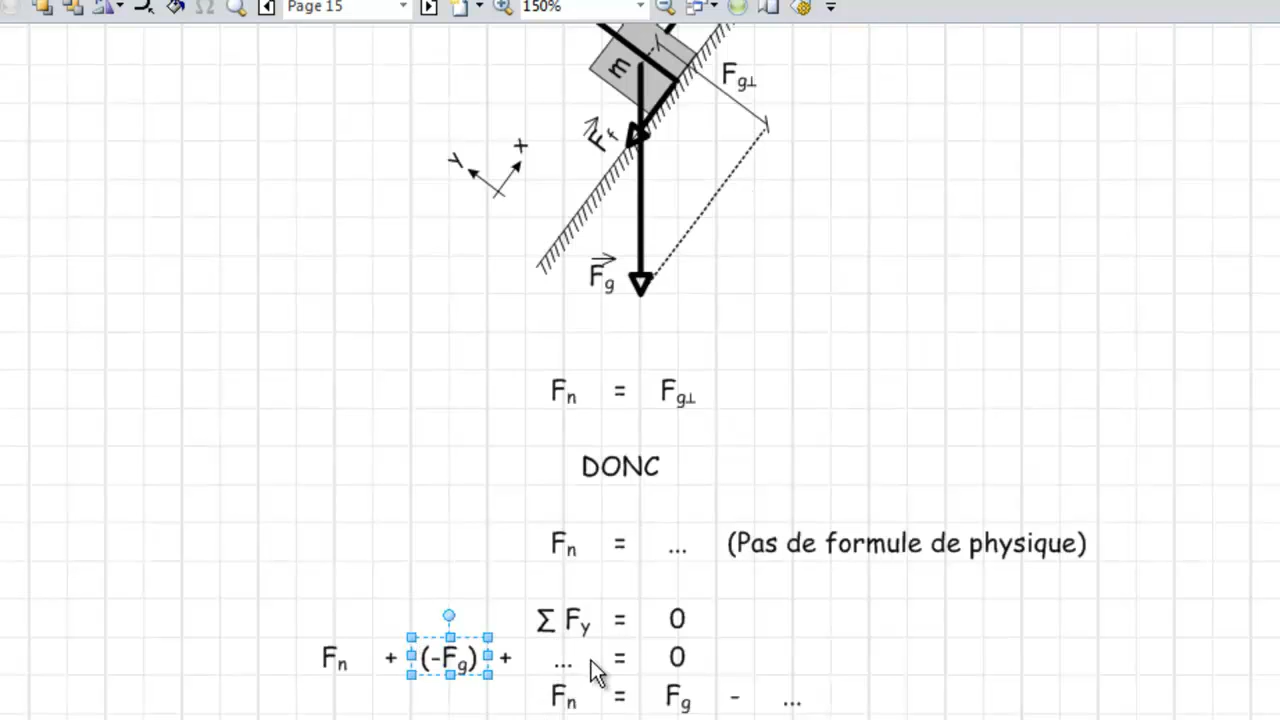 Page 15 150%
m
Fg⊥
Ff
Y X
Fg
Fn = Fg⊥
DONC
Fn = ... (Pas de formule de physique)
Σ Fy = 0
Fn + (-Fg) + ... = 0
Fn = Fg - ...